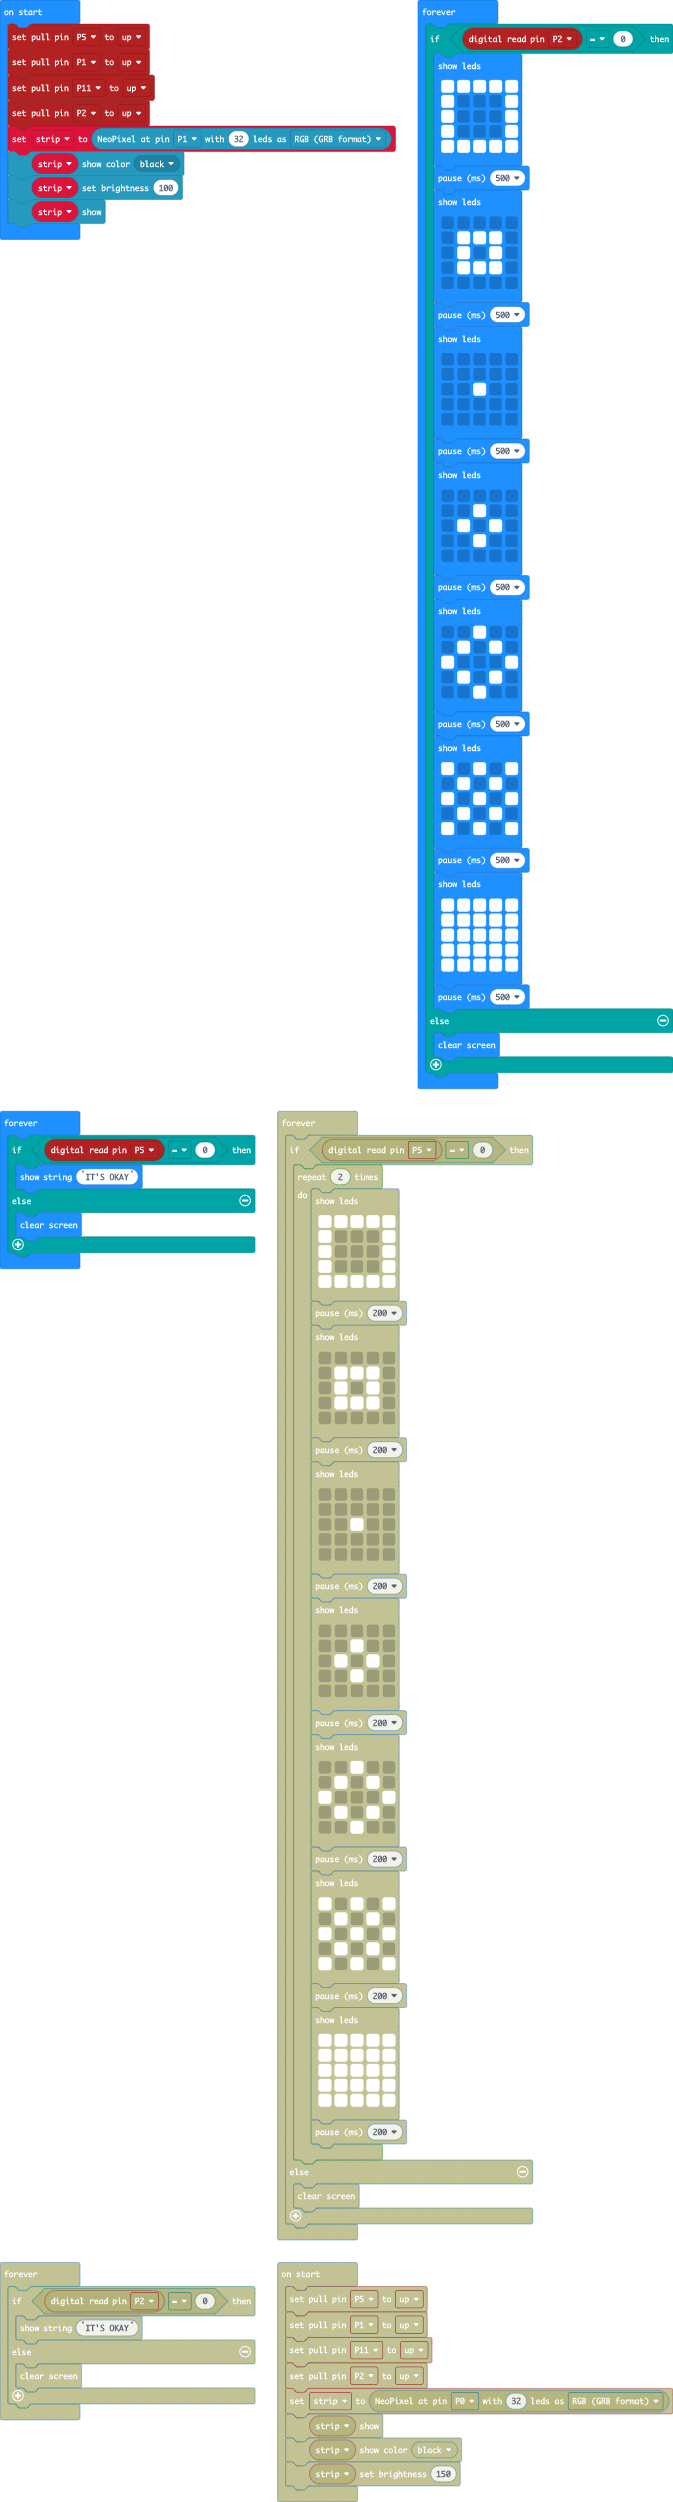 on start
set pull pin P5 to up
set pull pin P1 to up
set pull pin P11 to up
set pull pin P2 to up
set strip to NeoPixel at pin P1 with 32 leds as RGB (GRB format)
strip show color black
strip set brightness 100
strip show
forever
if digital read pin P2 = 0 then
show leds
pause (ms) 500
show leds
pause (ms) 500
show leds
pause (ms) 500
show leds
pause (ms) 500
show leds
pause (ms) 500
show leds
pause (ms) 500
show leds
pause (ms) 500
else
clear screen
forever
if digital read pin P5 = 0 then
show string "IT'S OKAY"
else
clear screen
forever
if digital read pin P5 = 0 then
repeat 2 times
do
show leds
pause (ms) 200
show leds
pause (ms) 200
show leds
pause (ms) 200
show leds
pause (ms) 200
show leds
pause (ms) 200
show leds
pause (ms) 200
show leds
pause (ms) 200
else
clear screen
forever
if digital read pin P2 = 0 then
show string "IT'S OKAY"
else
clear screen
on start
set pull pin P5 to up
set pull pin P1 to up
set pull pin P11 to up
set pull pin P2 to up
set strip to NeoPixel at pin P0 with 32 leds as RGB (GRB format)
strip show
strip show color black
strip set brightness 150